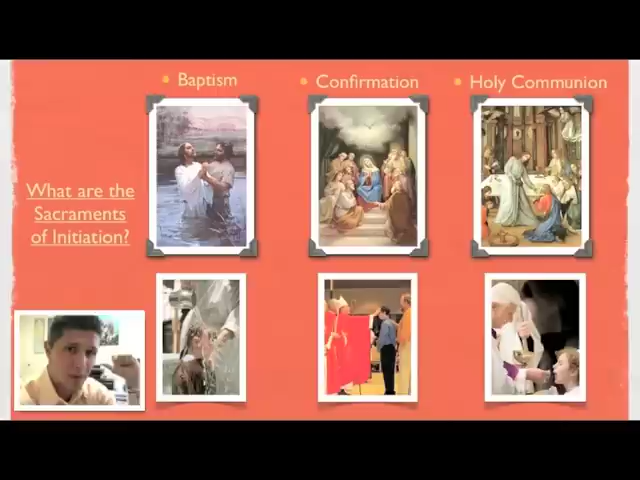 • Baptism
• Confirmation
• Holy Communion
What are the
Sacraments
of Initiation?